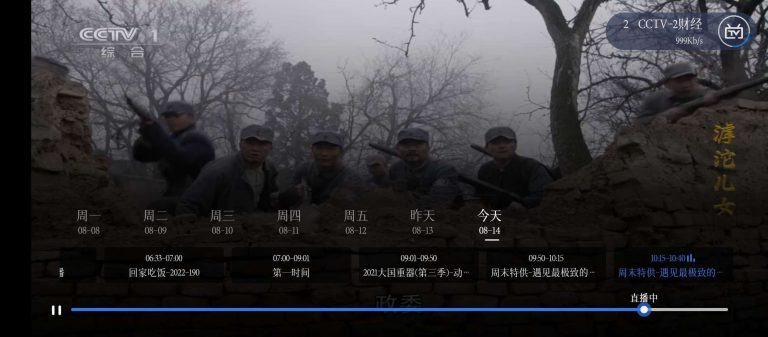 CCTV 1
综合
2 CCTV-2财经
999Kb/s
滹沱儿女
周一 周二 周三 周四 周五 昨天 今天
08-08 08-09 08-10 08-11 08-12 08-13 08-14
06:33-07:00 07:00-09:01 09:01-09:50 09:50-10:15 10:15-10:40
播 回家吃饭-2022-190 第一时间 2021大国重器(第三季)-动··· 周末特供-遇见最极致的··· 周末特供-遇见最极致的···
直播中
政委